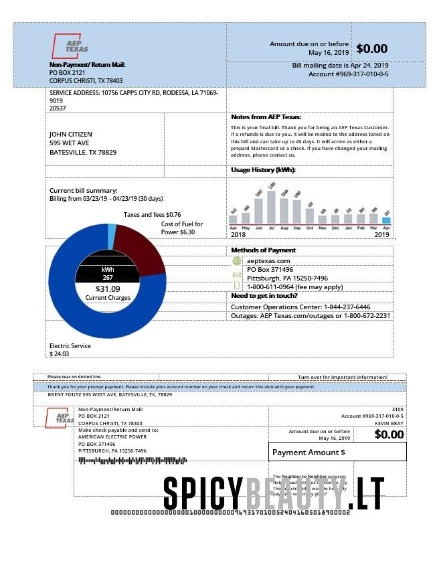 AEP
TEXAS
Amount due on or before
May 16, 2019
$0.00
Non-Payment/Return Mail:
PO BOX 2121
CORPUS CHRISTI, TX 78403
Bill mailing date is Apr 24, 2019
Account #969-317-010-0-5
SERVICE ADDRESS: 10756 CAPPS CITY RD, RODESSA, LA 71069-
9019
20537
JOHN CITIZEN
595 WET AVE
BATESVILLE, TX 78829
Notes from AEP Texas:
This is your final bill. Thank you for being an AEP Texas Customer.
If a refunds is due to you, it will be mailed to the address listed on
this bill and can take up to 45 days. It will arrive as either a
prepaid Mastercard or a check. If you have changed your mailing
address, please contact us.
Usage History (kWh):
Apr May Jun Jul Aug Sep Oct Nov Dec Jan Feb Mar Apr
2018 2019
Current bill summary:
Billing from 03/23/19 – 04/23/19 (30 days)
Taxes and fees $0.76
Cost of Fuel for
Power $6.30
kWh
267
$31.09
Current Charges
Electric Service
$ 24.03
Methods of Payment
aeptexas.com
PO Box 371496
Pittsburgh, PA 15250-7496
1-800-611-0964 (fee may apply)
Need to get in touch?
Customer Operations Center: 1-844-237-6446
Outages: AEP Texas.com/outages or 1-800-672-2231
Please tear on dotted line.
Turn over for important information!
Thank you for your prompt payment. Please include your account number on your check and return this stub with your payment.
BRENT FOUTZ 595 WET AVE, BATESVILLE, TX, 78829
AEP
TEXAS
Non-Payment/Return Mail:
PO BOX 2121
CORPUS CHRISTI, TX 78403
Make check payable and send to:
AMERICAN ELECTRIC POWER
PO BOX 371496
PITTSBURGH, PA 15250-7496
3109
Account #969-317-010-0-5
KEVIN BRAY
Amount due on or before
May 16, 2019
$0.00
Payment Amount $
The Neighbor to Neighbor program
SPICYBEAUTY.LT